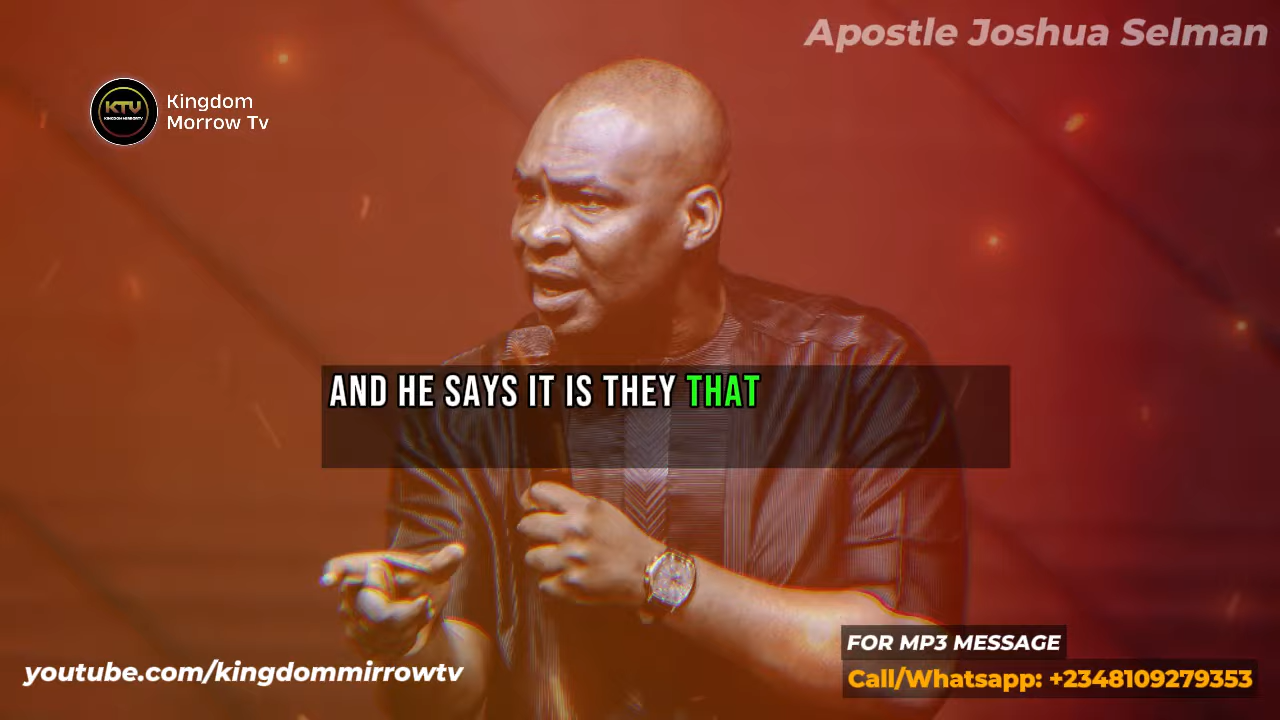 Apostle Joshua Selman
KTV
Kingdom
Morrow Tv
AND HE SAYS IT IS THEY THAT
FOR MP3 MESSAGE
youtube.com/kingdommirrowtv
Call/Whatsapp: +2348109279353